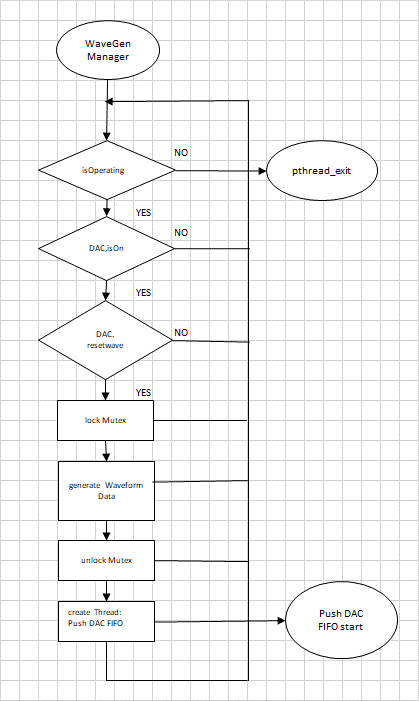 WaveGen
Manager
isOperating
NO
pthread_exit
YES
DAC,isOn
NO
YES
DAC.
resetwave
NO
YES
lock Mutex
generate Waveform
Data
unlock Mutex
create Thread:
Push DAC FIFO
Push DAC
FIFO start